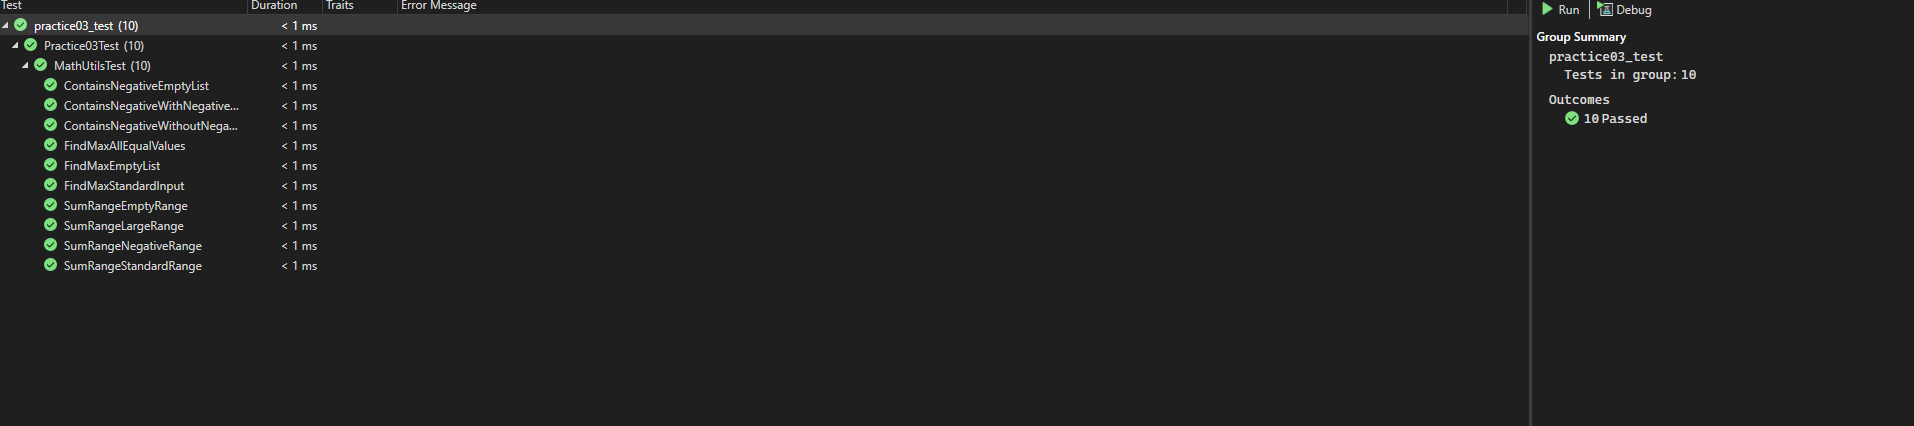 Test Duration Traits Error Message
practice03_test (10) < 1 ms
Practice03Test (10) < 1 ms
MathUtilsTest (10) < 1 ms
ContainsNegativeEmptyList < 1 ms
ContainsNegativeWithNegative... < 1 ms
ContainsNegativeWithoutNega... < 1 ms
FindMaxAllEqualValues < 1 ms
FindMaxEmptyList < 1 ms
FindMaxStandardInput < 1 ms
SumRangeEmptyRange < 1 ms
SumRangeLargeRange < 1 ms
SumRangeNegativeRange < 1 ms
SumRangeStandardRange < 1 ms
Run Debug
Group Summary
practice03_test
Tests in group: 10
Outcomes
10 Passed